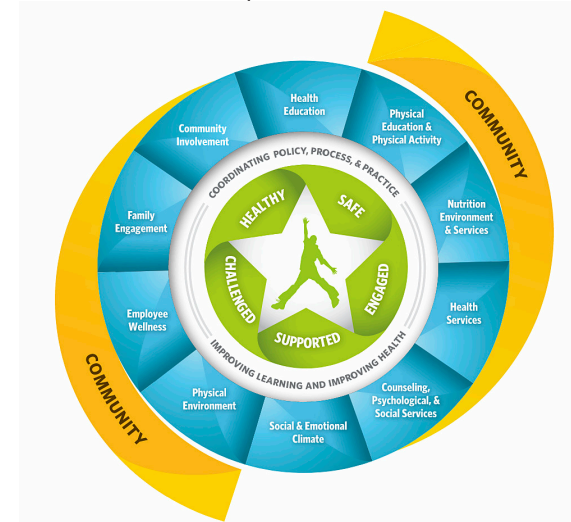 COMMUNITY
Health
Education
Physical
Education &
Physical Activity
Nutrition
Environment
& Services
Health
Services
Counseling,
Psychological, &
Social Services
Social & Emotional
Climate
Physical
Environment
Employee
Wellness
Family
Engagement
Community
Involvement
COORDINATING POLICY, PROCESS, & PRACTICE
IMPROVING LEARNING AND IMPROVING HEALTH
HEALTHY
SAFE
ENGAGED
SUPPORTED
CHALLENGED
COMMUNITY